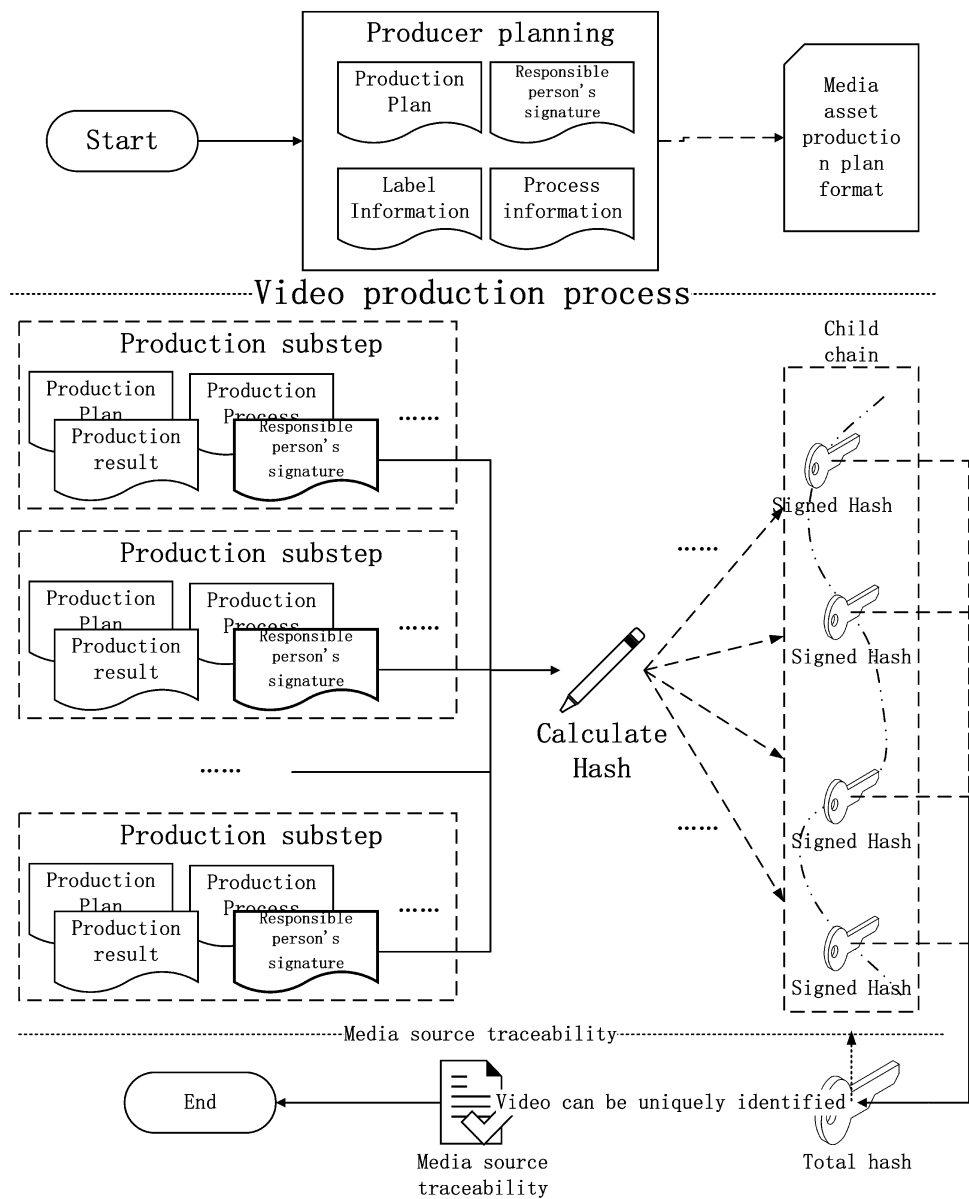 Producer planning
Production
Plan
Responsible
person's
signature
Label
Information
Process
information
Start
Media
asset
productio
n plan
format
Video production process
Production substep
Production
Plan
Production
Process
Production
result
Responsible
person's
signature
……
Production substep
Production
Plan
Production
Process
Production
result
Responsible
person's
signature
……
……
Production substep
Production
Plan
Production
Process
Production
result
Responsible
person's
signature
……
Calculate
Hash
……
……
Child
chain
Signed Hash
Signed Hash
Signed Hash
Signed Hash
Media source traceability
End
Video can be uniquely identified
Media source
traceability
Total hash